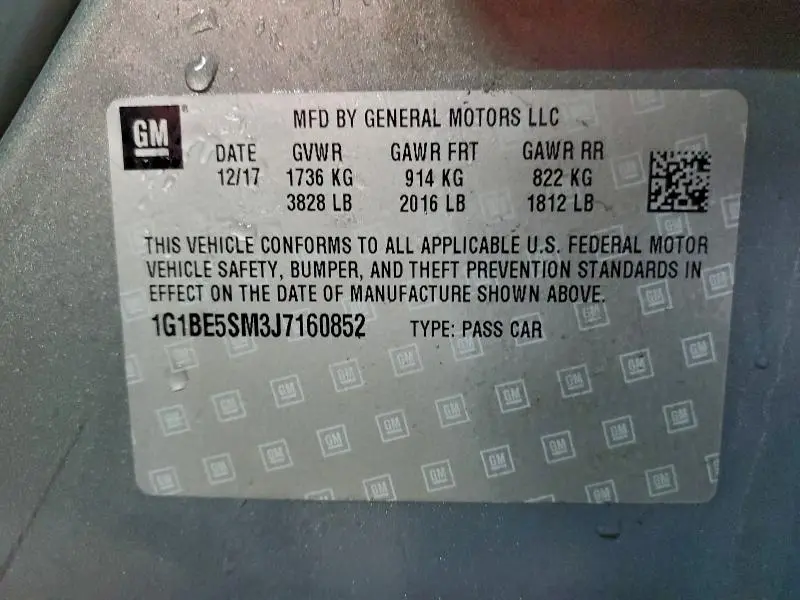 GM
MFD BY GENERAL MOTORS LLC
DATE GVWR GAWR FRT GAWR RR
12/17 1736 KG 914 KG 822 KG
3828 LB 2016 LB 1812 LB
THIS VEHICLE CONFORMS TO ALL APPLICABLE U.S. FEDERAL MOTOR
VEHICLE SAFETY, BUMPER, AND THEFT PREVENTION STANDARDS IN
EFFECT ON THE DATE OF MANUFACTURE SHOWN ABOVE.
1G1BE5SM3J7160852 TYPE: PASS CAR